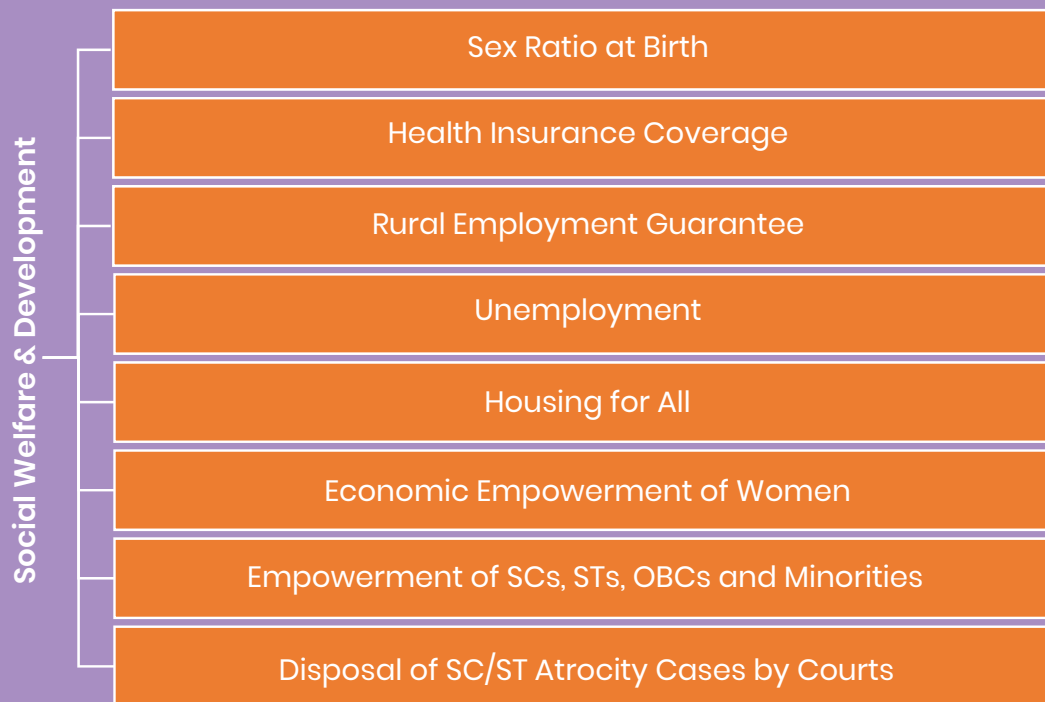 Social Welfare & Development
Sex Ratio at Birth
Health Insurance Coverage
Rural Employment Guarantee
Unemployment
Housing for All
Economic Empowerment of Women
Empowerment of SCs, STs, OBCs and Minorities
Disposal of SC/ST Atrocity Cases by Courts